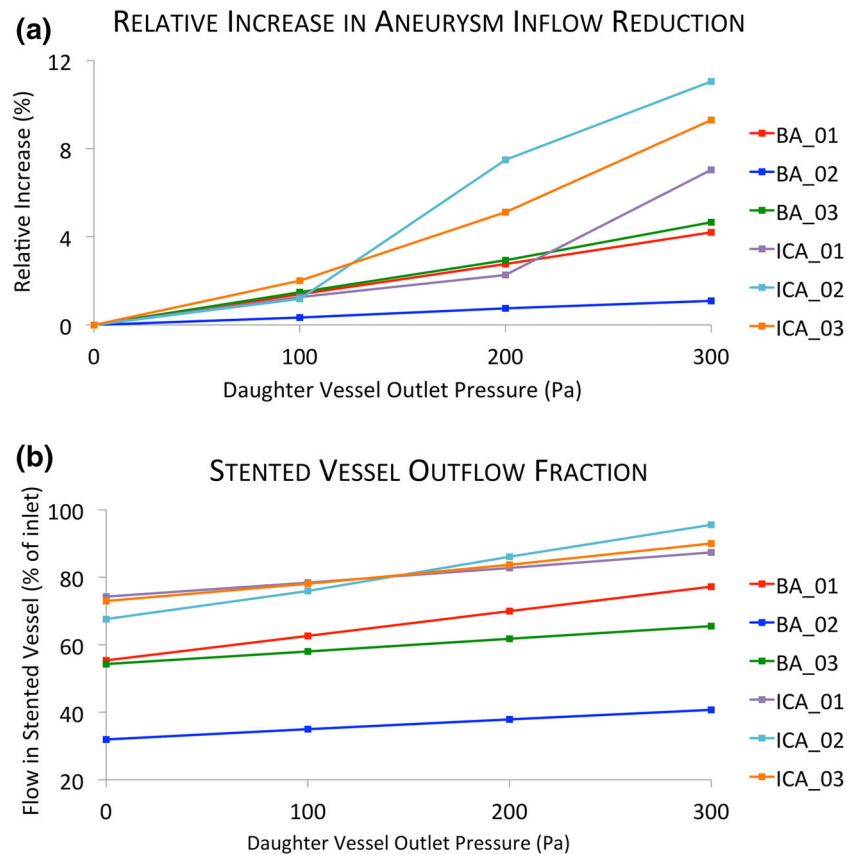 (a) RELATIVE INCREASE IN ANEURYSM INFLOW REDUCTION
Relative Increase (%)
12
8
4
0
0 100 200 300
Daughter Vessel Outlet Pressure (Pa)
BA_01
BA_02
BA_03
ICA_01
ICA_02
ICA_03
(b) STENTED VESSEL OUTFLOW FRACTION
Flow in Stented Vessel (% of inlet)
100
80
60
40
20
0 100 200 300
Daughter Vessel Outlet Pressure (Pa)
BA_01
BA_02
BA_03
ICA_01
ICA_02
ICA_03